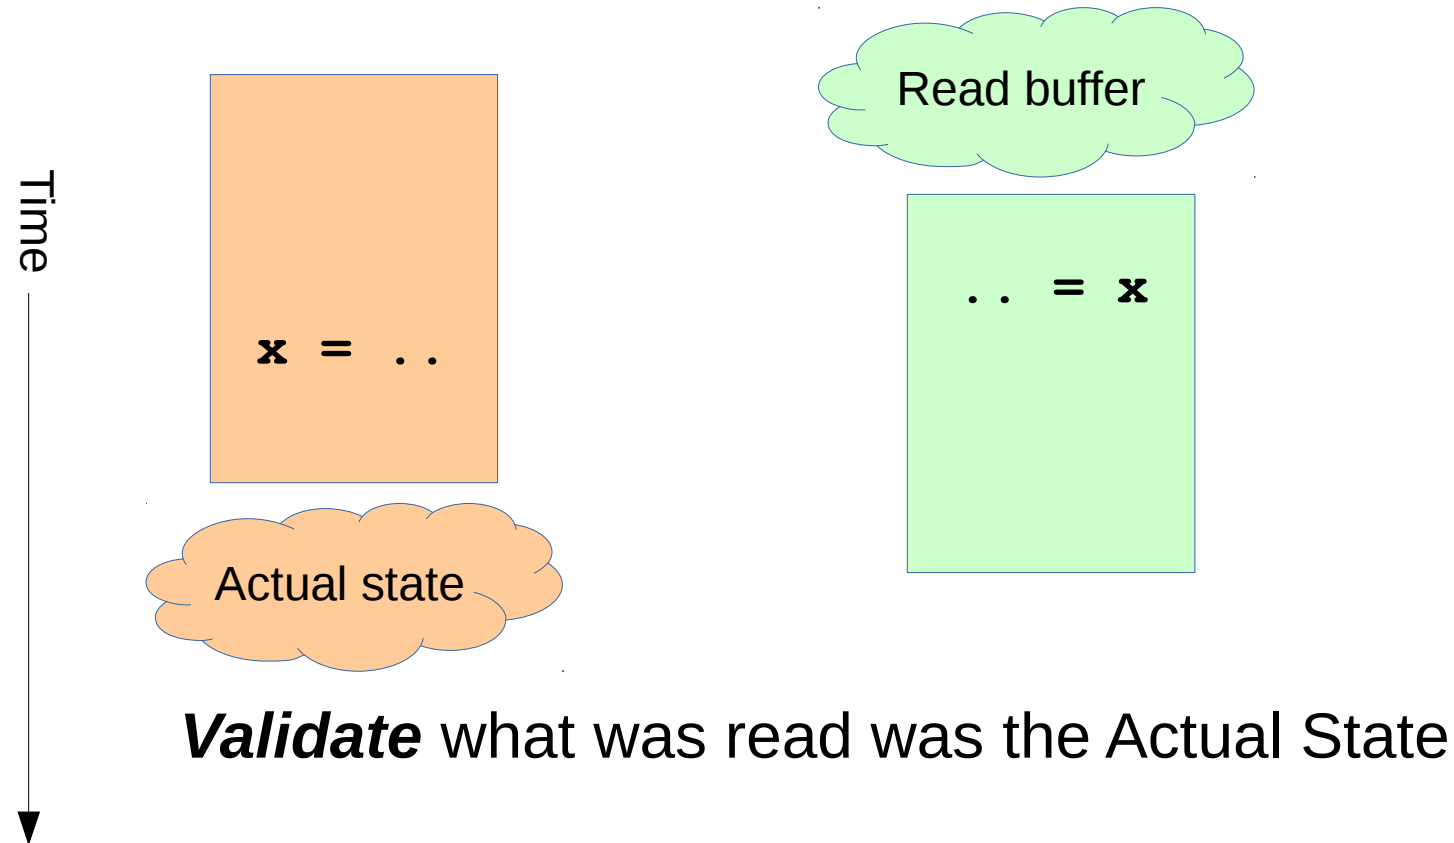 Read buffer
Time
.. = x
x = ..
Actual state
Validate what was read was the Actual State